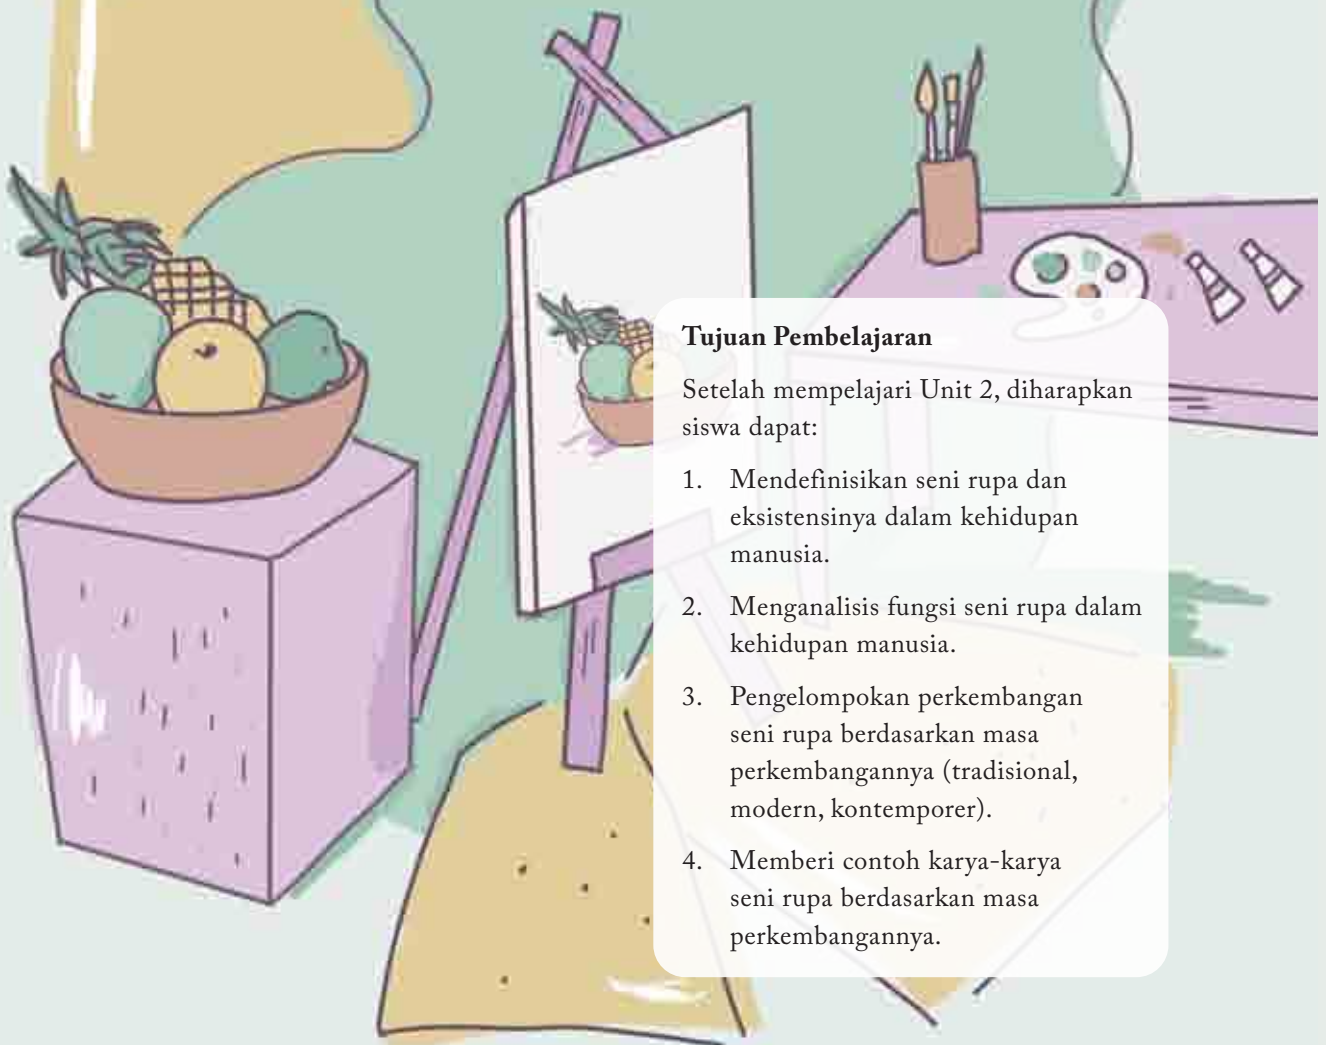 Tujuan Pembelajaran
Setelah mempelajari Unit 2, diharapkan
siswa dapat:
1. Mendefinisikan seni rupa dan
eksistensinya dalam kehidupan
manusia.
2. Menganalisis fungsi seni rupa dalam
kehidupan manusia.
3. Pengelompokan perkembangan
seni rupa berdasarkan masa
perkembangannya (tradisional,
modern, kontemporer).
4. Memberi contoh karya-karya
seni rupa berdasarkan masa
perkembangannya.